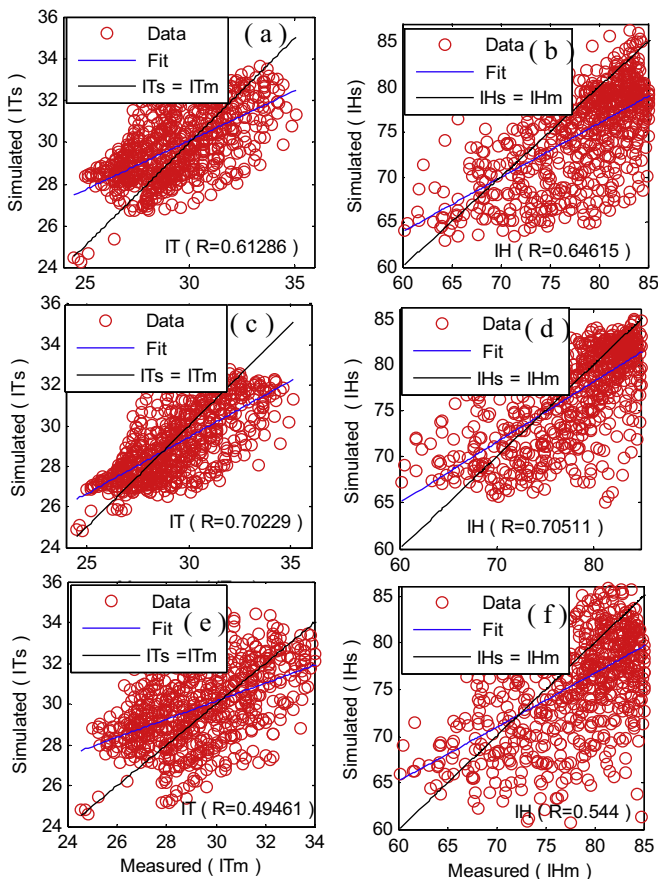 36
34
32
30
28
26
24
25
30
35
Simulated ( ITs )
Data
Fit
ITs = ITm
( a )
IT ( R=0.61286 )
85
80
75
70
65
60
60
65
70
75
80
85
Simulated ( IHs )
Data
Fit
IHs = IHm
( b )
IH ( R=0.64615 )
36
34
32
30
28
26
24
25
30
35
Simulated ( ITs )
Data
Fit
ITs = ITm
( c )
IT ( R=0.70229 )
85
80
75
70
65
60
60
70
80
Simulated ( IHs )
Data
Fit
IHs = IHm
( d )
IH ( R=0.70511 )
36
34
32
30
28
26
24
24
26
28
30
32
34
Simulated ( ITs )
Measured ( ITm )
Data
Fit
ITs =ITm
( e )
IT ( R=0.49461 )
85
80
75
70
65
60
60
65
70
75
80
85
Simulated ( IHs )
Measured ( IHm )
Data
Fit
IHs = IHm
( f )
IH ( R=0.544 )